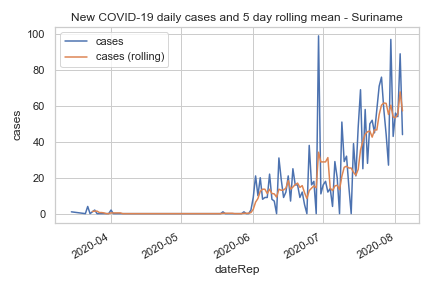 New COVID-19 daily cases and 5 day rolling mean - Suriname
cases
cases (rolling)
100
80
60
40
20
0
cases
2020-04
2020-05
2020-06
2020-07
2020-08
dateRep